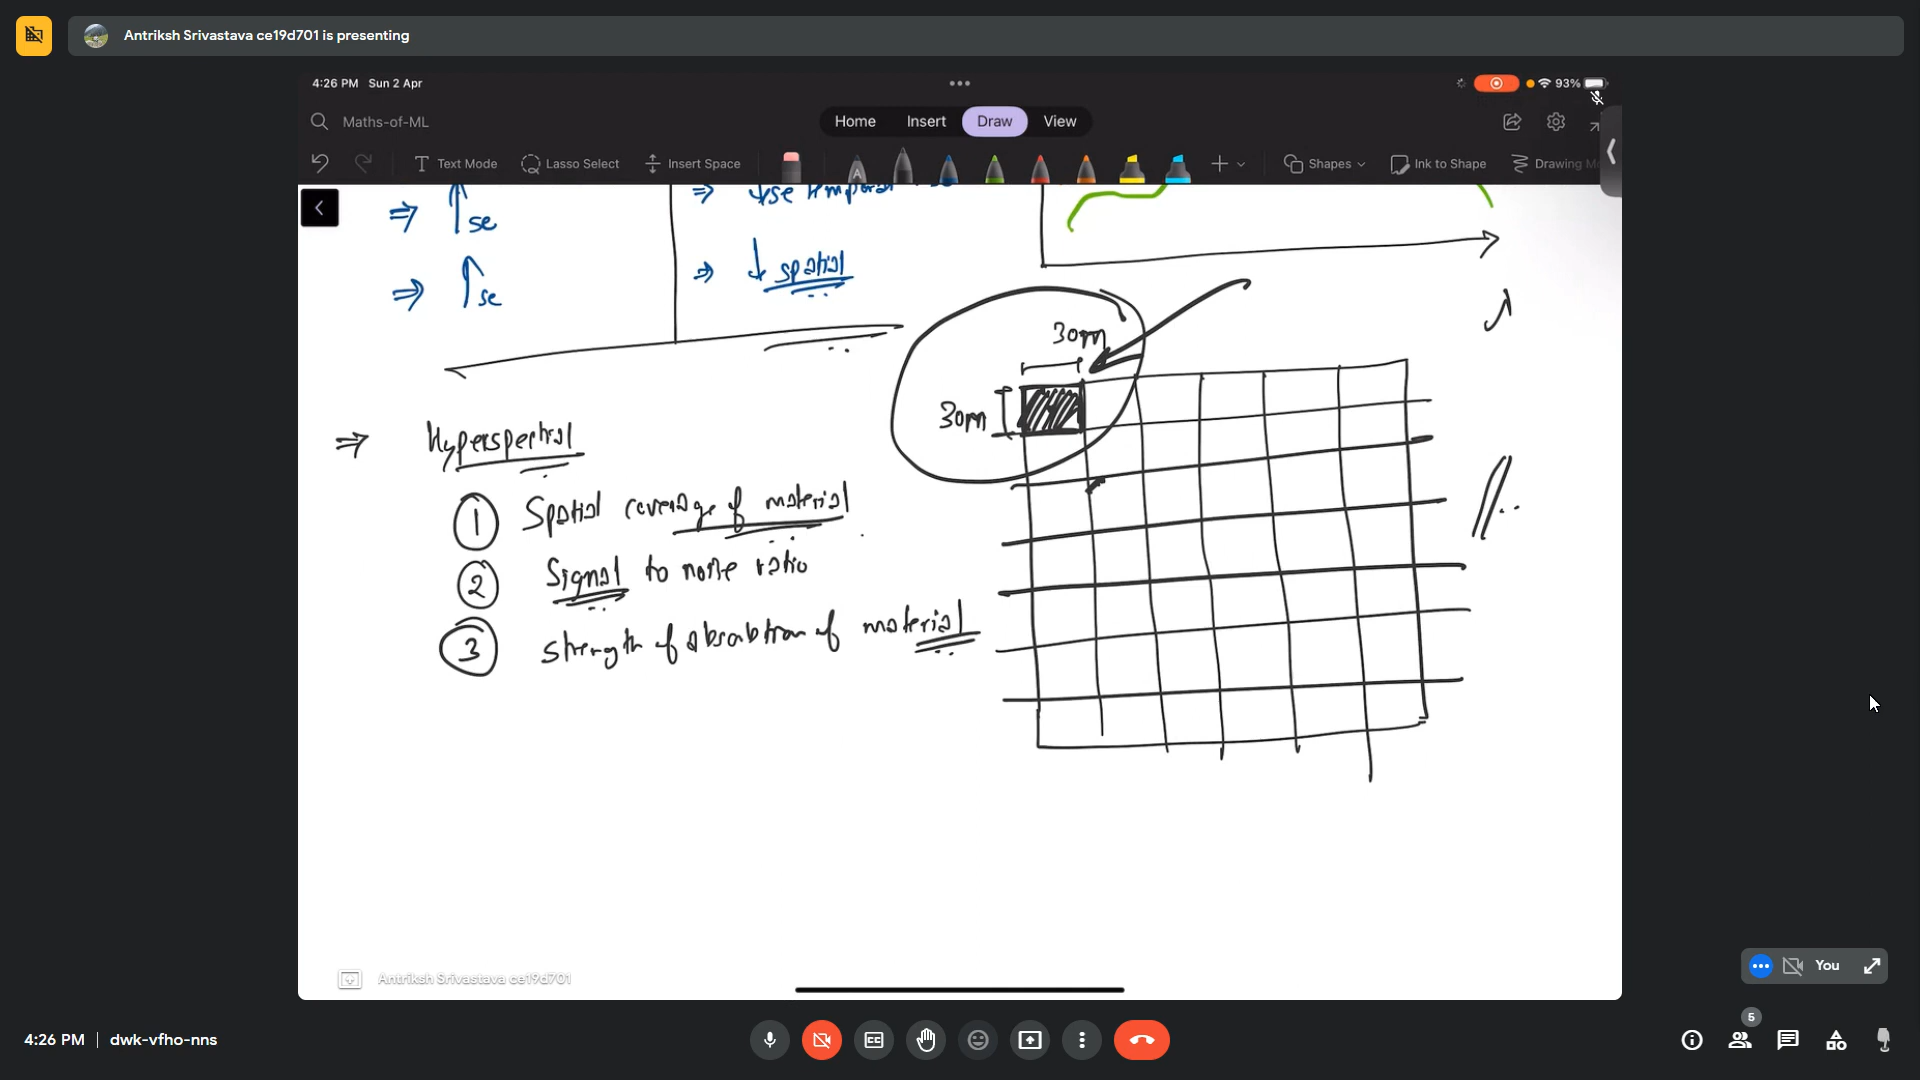 Antriksh Srivastava ce19d701 is presenting
4:26 PM Sun 2 Apr
93%
Maths-of-ML
Home Insert Draw View
Text Mode Lasso Select Insert Space A Shapes Ink to Shape Drawing M
⇒ ↑se
⇒ ↓se temporal
⇒ ↑se
⇒ ↓ spatial
λ
30m
30m
⇒ Hyperspectral
1 Spatial coverage of material
2 Signal to noise ratio
3 strength of absorbtion of material
Antriksh Srivastava ce19d701
You
4:26 PM | dwk-vfho-nns
5